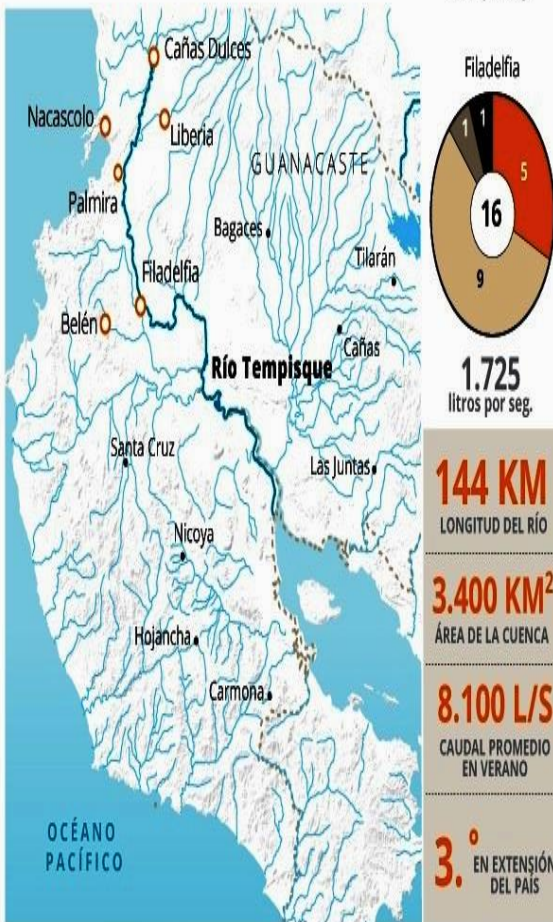 Cañas Dulces
Nacascolo
Liberia
GUANACASTE
Palmira
Bagaces
Tilarán
Filadelfia
Belén
Cañas
Río Tempisque
Santa Cruz
Las Juntas
Nicoya
Hojancha
Carmona
OCÉANO
PACÍFICO
Filadelfia
1
1
5
16
9
1.725
litros por seg.
144 KM
LONGITUD DEL RÍO
3.400 KM²
ÁREA DE LA CUENCA
8.100 L/S
CAUDAL PROMEDIO
EN VERANO
3.° EN EXTENSIÓN
DEL PAÍS